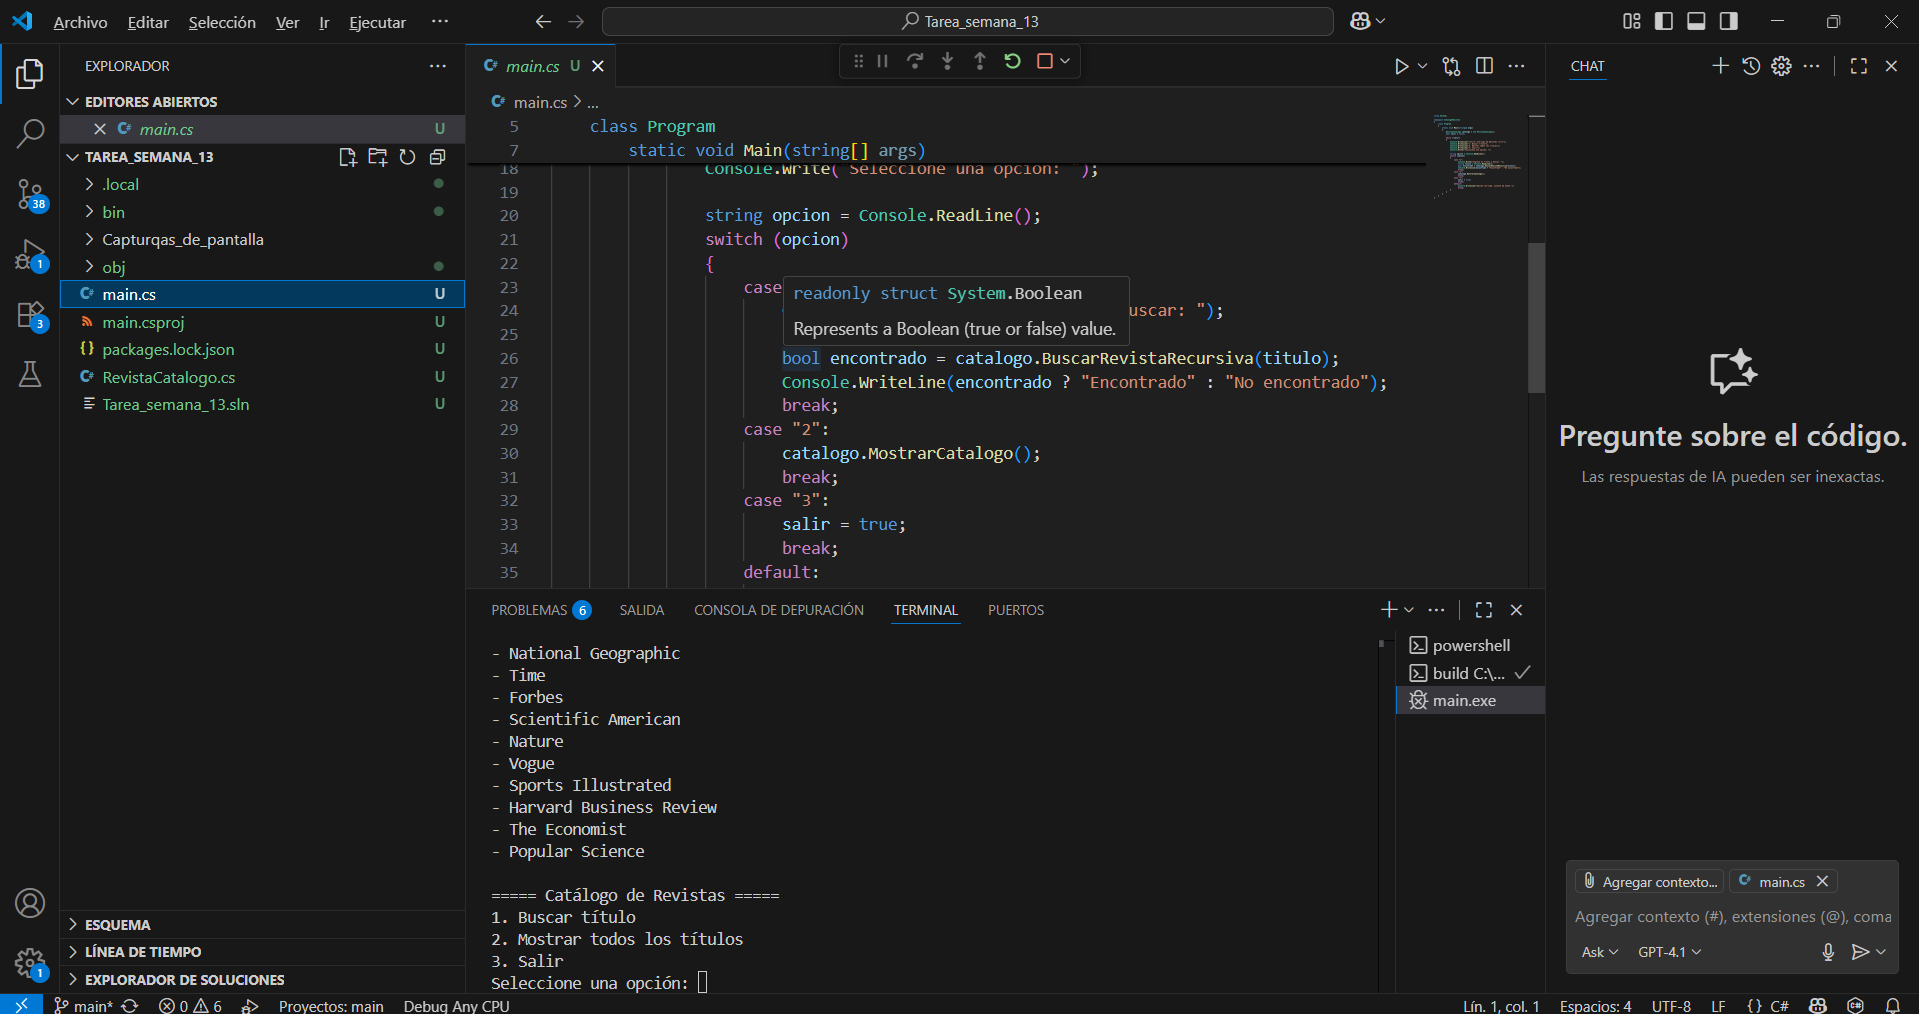 Archivo Editar Selección Ver Ir Ejecutar ···
Tarea_semana_13
EXPLORADOR
EDITORES ABIERTOS
main.cs U
TAREA_SEMANA_13
.local
bin
Capturqas_de_pantalla
obj
main.cs U
main.csproj U
packages.lock.json U
RevistaCatalogo.cs U
Tarea_semana_13.sln U
38
1
3
1
ESQUEMA
LÍNEA DE TIEMPO
EXPLORADOR DE SOLUCIONES
main.cs U
main.cs > ...
5 class Program
7 static void Main(string[] args)
18 Console.Write("Seleccione una opción: ");
19
20 string opcion = Console.ReadLine();
21 switch (opcion)
22 {
23 case
readonly struct System.Boolean
24 uscar: ");
Represents a Boolean (true or false) value.
25
26 bool encontrado = catalogo.BuscarRevistaRecursiva(titulo);
27 Console.WriteLine(encontrado ? "Encontrado" : "No encontrado");
28 break;
29 case "2":
30 catalogo.MostrarCatalogo();
31 break;
32 case "3":
33 salir = true;
34 break;
35 default:
PROBLEMAS 6 SALIDA CONSOLA DE DEPURACIÓN TERMINAL PUERTOS
- National Geographic
- Time
- Forbes
- Scientific American
- Nature
- Vogue
- Sports Illustrated
- Harvard Business Review
- The Economist
- Popular Science
===== Catálogo de Revistas =====
1. Buscar título
2. Mostrar todos los títulos
3. Salir
Seleccione una opción:
powershell
build C:\...
main.exe
CHAT
Pregunte sobre el código.
Las respuestas de IA pueden ser inexactas.
Agregar contexto... main.cs
Agregar contexto (#), extensiones (@), coma
Ask GPT-4.1
main* 0 6 Proyectos: main Debug Any CPU
Lín. 1, col. 1 Espacios: 4 UTF-8 LF {} C#